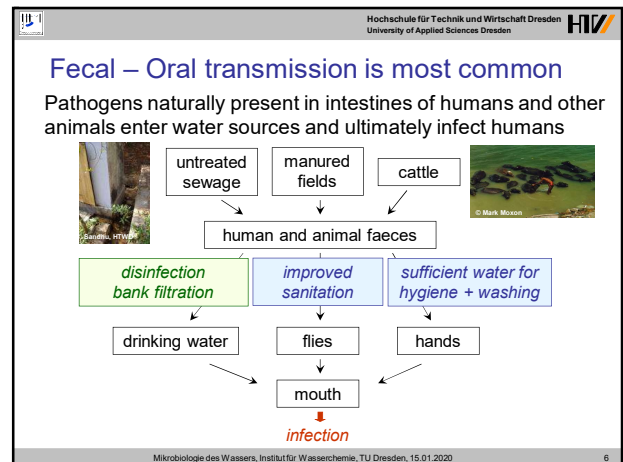 Hochschule für Technik und Wirtschaft Dresden
University of Applied Sciences Dresden
HTW
Fecal – Oral transmission is most common
Pathogens naturally present in intestines of humans and other
animals enter water sources and ultimately infect humans
untreated
sewage
manured
fields
cattle
Sandhu, HTWD
© Mark Moxon
human and animal faeces
disinfection
bank filtration
improved
sanitation
sufficient water for
hygiene + washing
drinking water
flies
hands
mouth
infection
Mikrobiologie des Wassers, Institut für Wasserchemie, TU Dresden, 15.01.2020
6